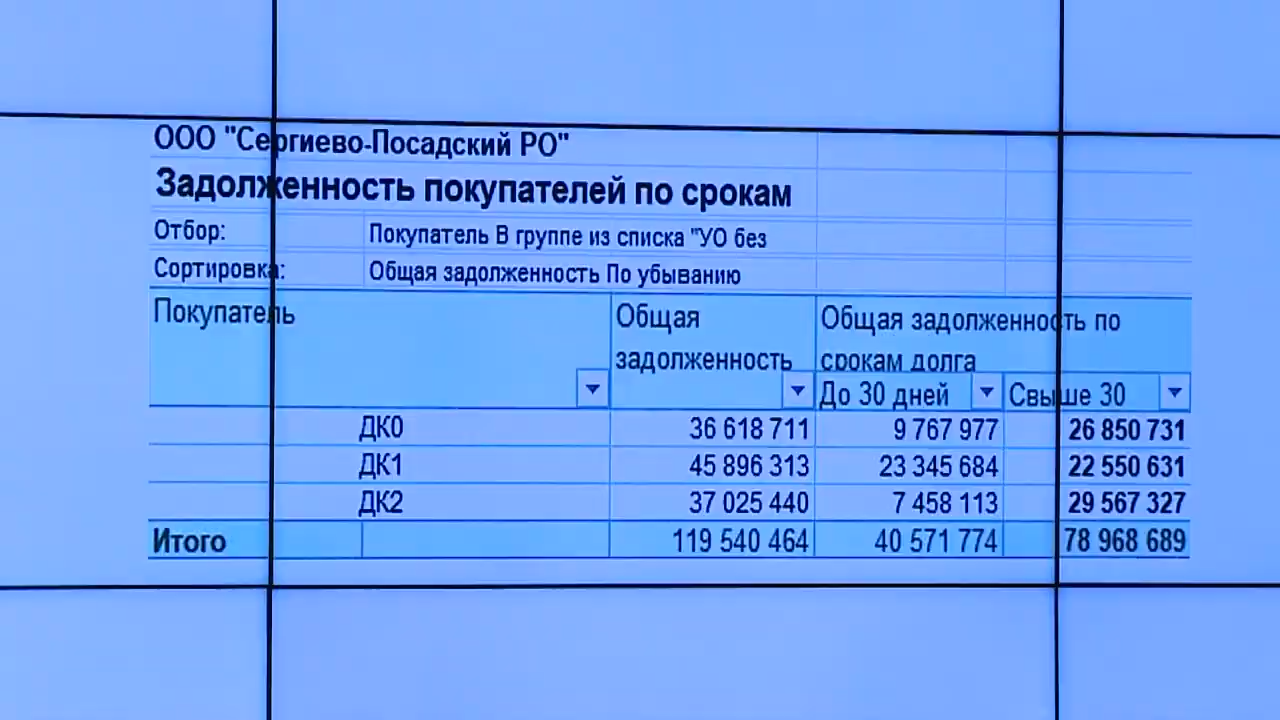 ООО "Сергиево-Посадский РО"
Задолженность покупателей по срокам
Отбор: Покупатель В группе из списка "УО без
Сортировка: Общая задолженность По убыванию
Покупатель Общая Общая задолженность по
задолженность срокам долга
До 30 дней Свыше 30
ДК0 36 618 711 9 767 977 26 850 731
ДК1 45 896 313 23 345 684 22 550 631
ДК2 37 025 440 7 458 113 29 567 327
Итого 119 540 464 40 571 774 78 968 689